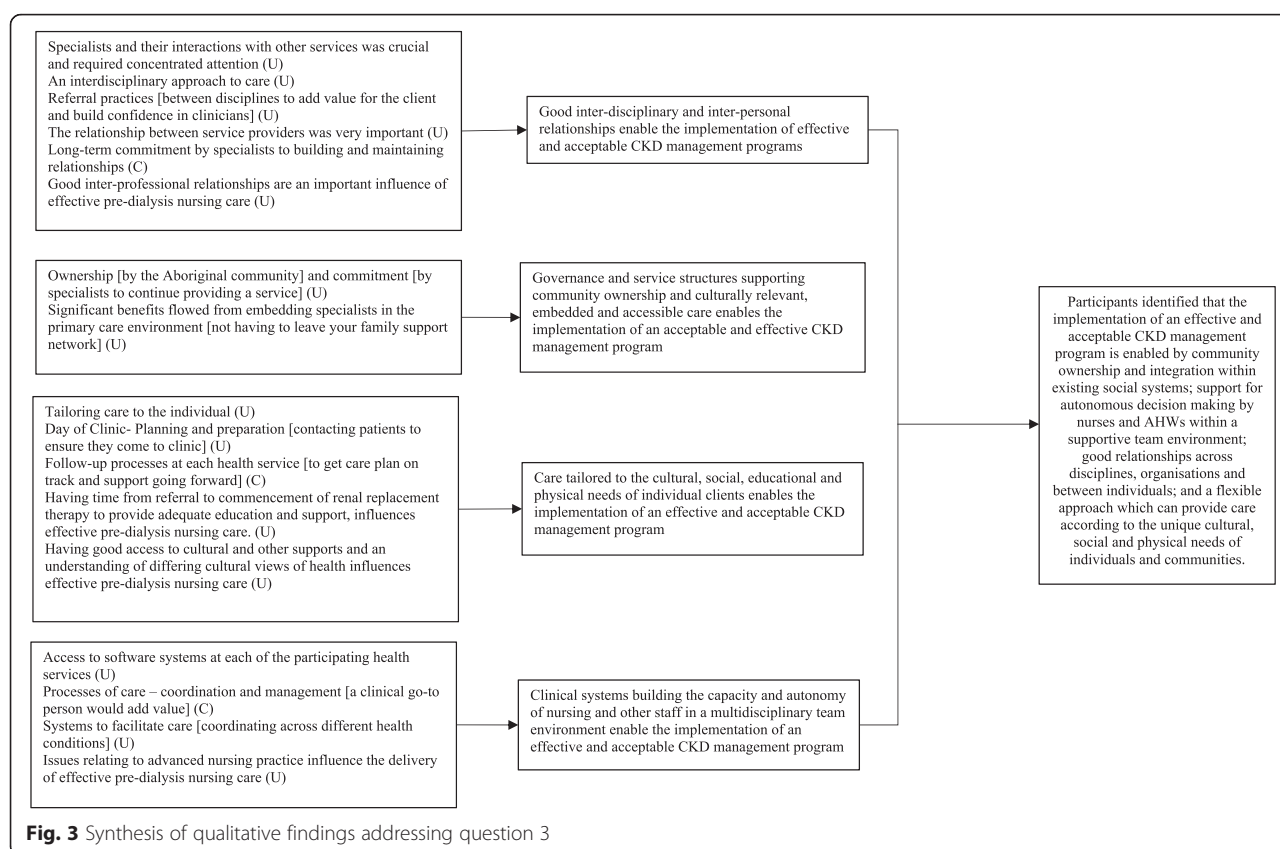 Specialists and their interactions with other services was crucial
and required concentrated attention (U)
An interdisciplinary approach to care (U)
Referral practices [between disciplines to add value for the client
and build confidence in clinicians] (U)
The relationship between service providers was very important (U)
Long-term commitment by specialists to building and maintaining
relationships (C)
Good inter-professional relationships are an important influence of
effective pre-dialysis nursing care (U)
Good inter-disciplinary and inter-personal
relationships enable the implementation of effective
and acceptable CKD management programs
Ownership [by the Aboriginal community] and commitment [by
specialists to continue providing a service] (U)
Significant benefits flowed from embedding specialists in the
primary care environment [not having to leave your family support
network] (U)
Governance and service structures supporting
community ownership and culturally relevant,
embedded and accessible care enables the
implementation of an acceptable and effective CKD
management program
Tailoring care to the individual (U)
Day of Clinic- Planning and preparation [contacting patients to
ensure they come to clinic] (U)
Follow-up processes at each health service [to get care plan on
track and support going forward] (C)
Having time from referral to commencement of renal replacement
therapy to provide adequate education and support, influences
effective pre-dialysis nursing care. (U)
Having good access to cultural and other supports and an
understanding of differing cultural views of health influences
effective pre-dialysis nursing care (U)
Care tailored to the cultural, social, educational and
physical needs of individual clients enables the
implementation of an effective and acceptable CKD
management program
Access to software systems at each of the participating health
services (U)
Processes of care – coordination and management [a clinical go-to
person would add value] (C)
Systems to facilitate care [coordinating across different health
conditions] (U)
Issues relating to advanced nursing practice influence the delivery
of effective pre-dialysis nursing care (U)
Clinical systems building the capacity and autonomy
of nursing and other staff in a multidisciplinary team
environment enable the implementation of an
effective and acceptable CKD management program
Participants identified that the
implementation of an effective and
acceptable CKD management
program is enabled by community
ownership and integration within
existing social systems; support for
autonomous decision making by
nurses and AHWs within a
supportive team environment;
good relationships across
disciplines, organisations and
between individuals; and a flexible
approach which can provide care
according to the unique cultural,
social and physical needs of
individuals and communities.
Fig. 3 Synthesis of qualitative findings addressing question 3